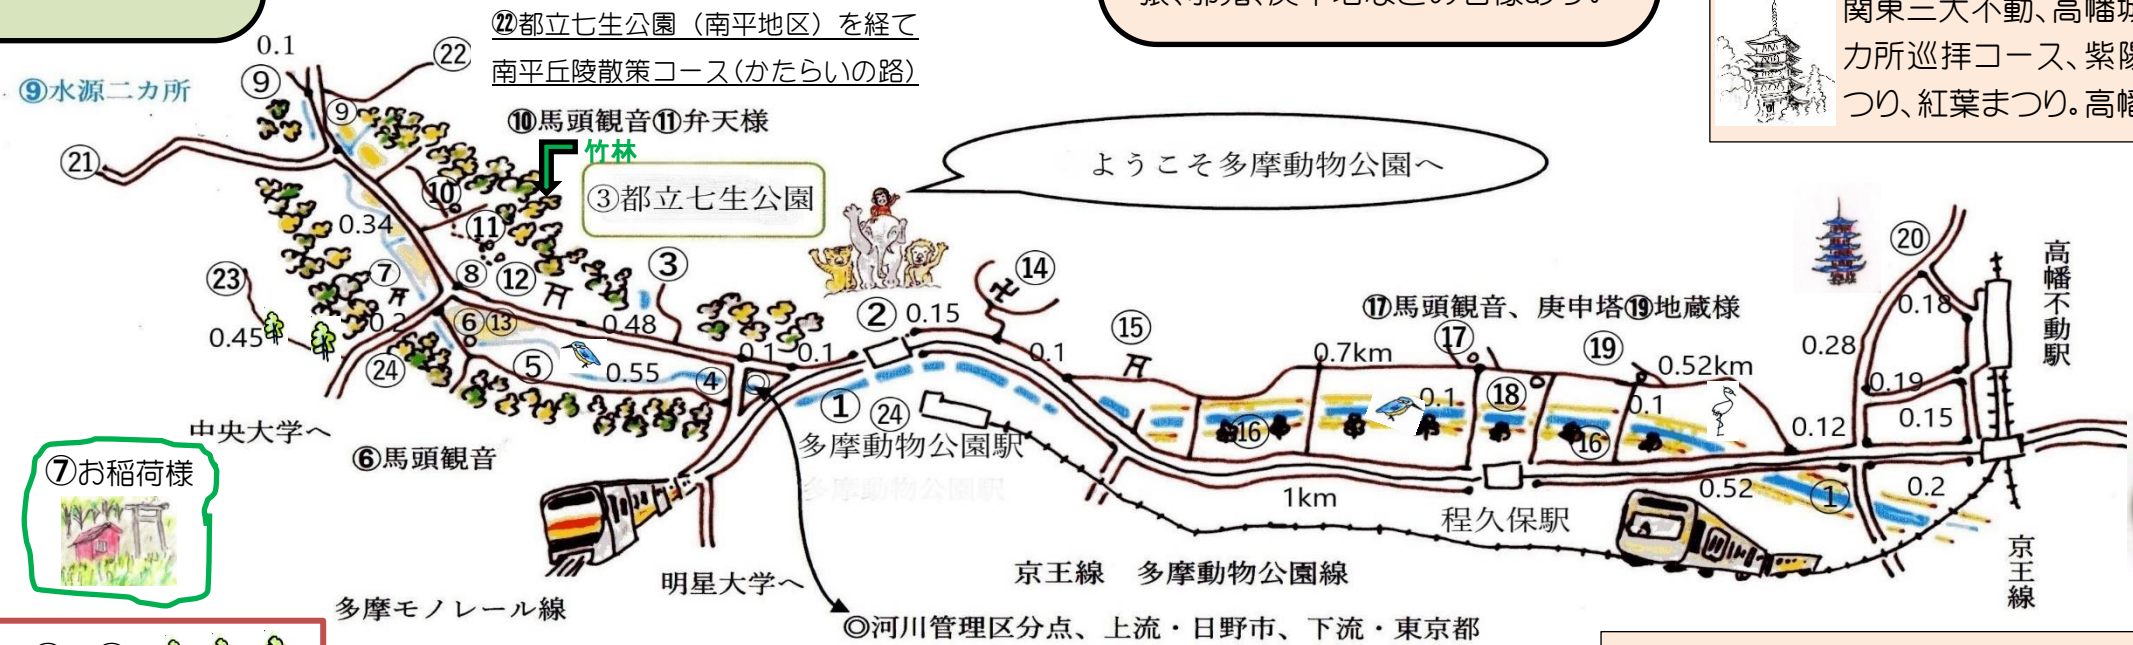 ㉒都立七生公園（南平地区）を経て
南平丘陵散策コース(かたらいの路)
関東三大不動、高幡城
カ所巡拝コース、紫陽
つり、紅葉まつり。高幡
⑨水源二カ所
0.1
⑨
㉒
⑨
㉑
⑩馬頭観音⑪弁天様
竹林
③都立七生公園
ようこそ多摩動物公園へ
⑩
⑪
0.34
⑦
⑧
⑫
③
㉓
0.45
0.2
⑥⑬
0.48
0.1
0.1
②
0.15
⑭
⑮
0.1
⑤
0.55
④
◎
㉔
①
㉔
多摩動物公園駅
中央大学へ
⑥馬頭観音
⑦お稲荷様
⑰馬頭観音、庚申塔⑲地蔵様
0.7km
⑰
⑲
0.52km
0.1
⑱
0.1
⑯
⑯
⑳
0.18
0.28
0.19
0.15
0.12
高幡不動駅
1km
程久保駅
0.52
①
0.2
京王線
多摩モノレール線
明星大学へ
京王線　多摩動物公園線
◎河川管理区分点、上流・日野市、下流・東京都